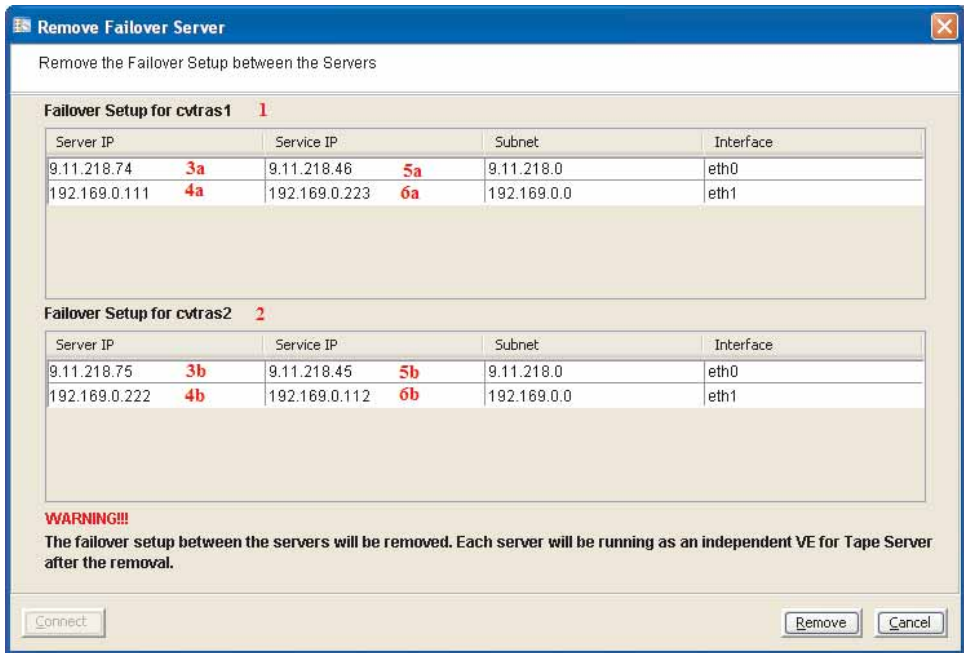 Remove Failover Server
Remove the Failover Setup between the Servers
Failover Setup for cvtras1 1
Server IP Service IP Subnet Interface
9.11.218.74 3a 9.11.218.46 5a 9.11.218.0 eth0
192.169.0.111 4a 192.169.0.223 6a 192.169.0.0 eth1
Failover Setup for cvtras2 2
Server IP Service IP Subnet Interface
9.11.218.75 3b 9.11.218.45 5b 9.11.218.0 eth0
192.169.0.222 4b 192.169.0.112 6b 192.169.0.0 eth1
WARNING!!!
The failover setup between the servers will be removed. Each server will be running as an independent VE for Tape Server
after the removal.
Connect Remove Cancel